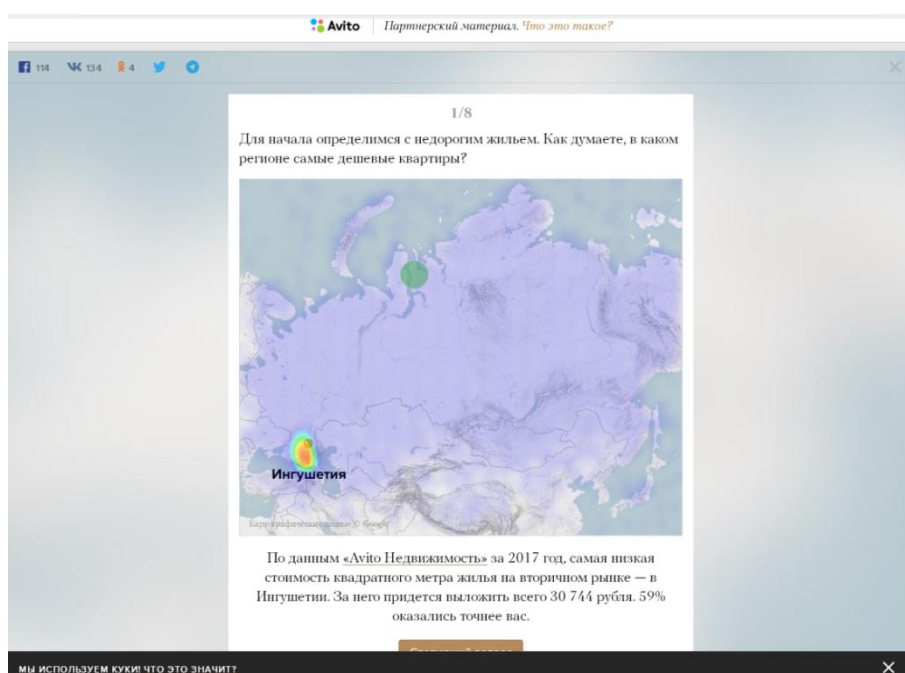 Avito Партнерский материал. Что это такое?
114 134 4
1/8
Для начала определимся с недорогим жильем. Как думаете, в каком
регионе самые дешевые квартиры?
Ингушетия
Картографические данные © Google
По данным «Avito Недвижимость» за 2017 год, самая низкая
стоимость квадратного метра жилья на вторичном рынке — в
Ингушетии. За него придется выложить всего 30 744 рубля. 59%
оказались точнее вас.
МЫ ИСПОЛЬЗУЕМ КУКИ! ЧТО ЭТО ЗНАЧИТ?